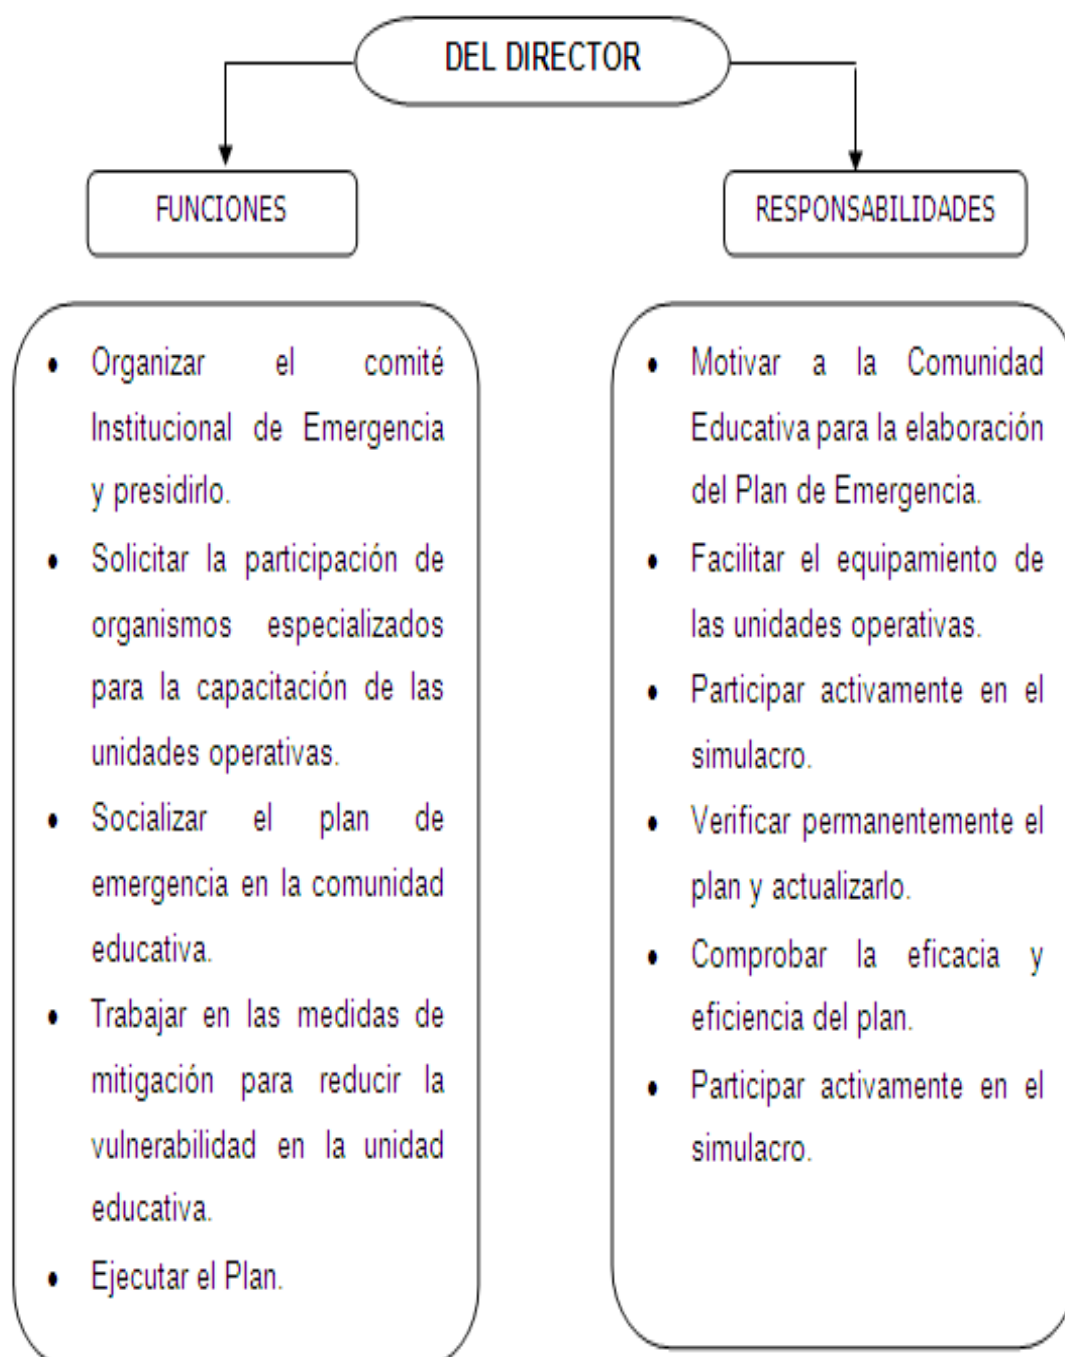 DEL DIRECTOR
FUNCIONES
RESPONSABILIDADES
• Organizar el comité
Institucional de Emergencia
y presidirlo.
• Solicitar la participación de
organismos especializados
para la capacitación de las
unidades operativas.
• Socializar el plan de
emergencia en la comunidad
educativa.
• Trabajar en las medidas de
mitigación para reducir la
vulnerabilidad en la unidad
educativa.
• Ejecutar el Plan.
• Motivar a la Comunidad
Educativa para la elaboración
del Plan de Emergencia.
• Facilitar el equipamiento de
las unidades operativas.
• Participar activamente en el
simulacro.
• Verificar permanentemente el
plan y actualizarlo.
• Comprobar la eficacia y
eficiencia del plan.
• Participar activamente en el
simulacro.